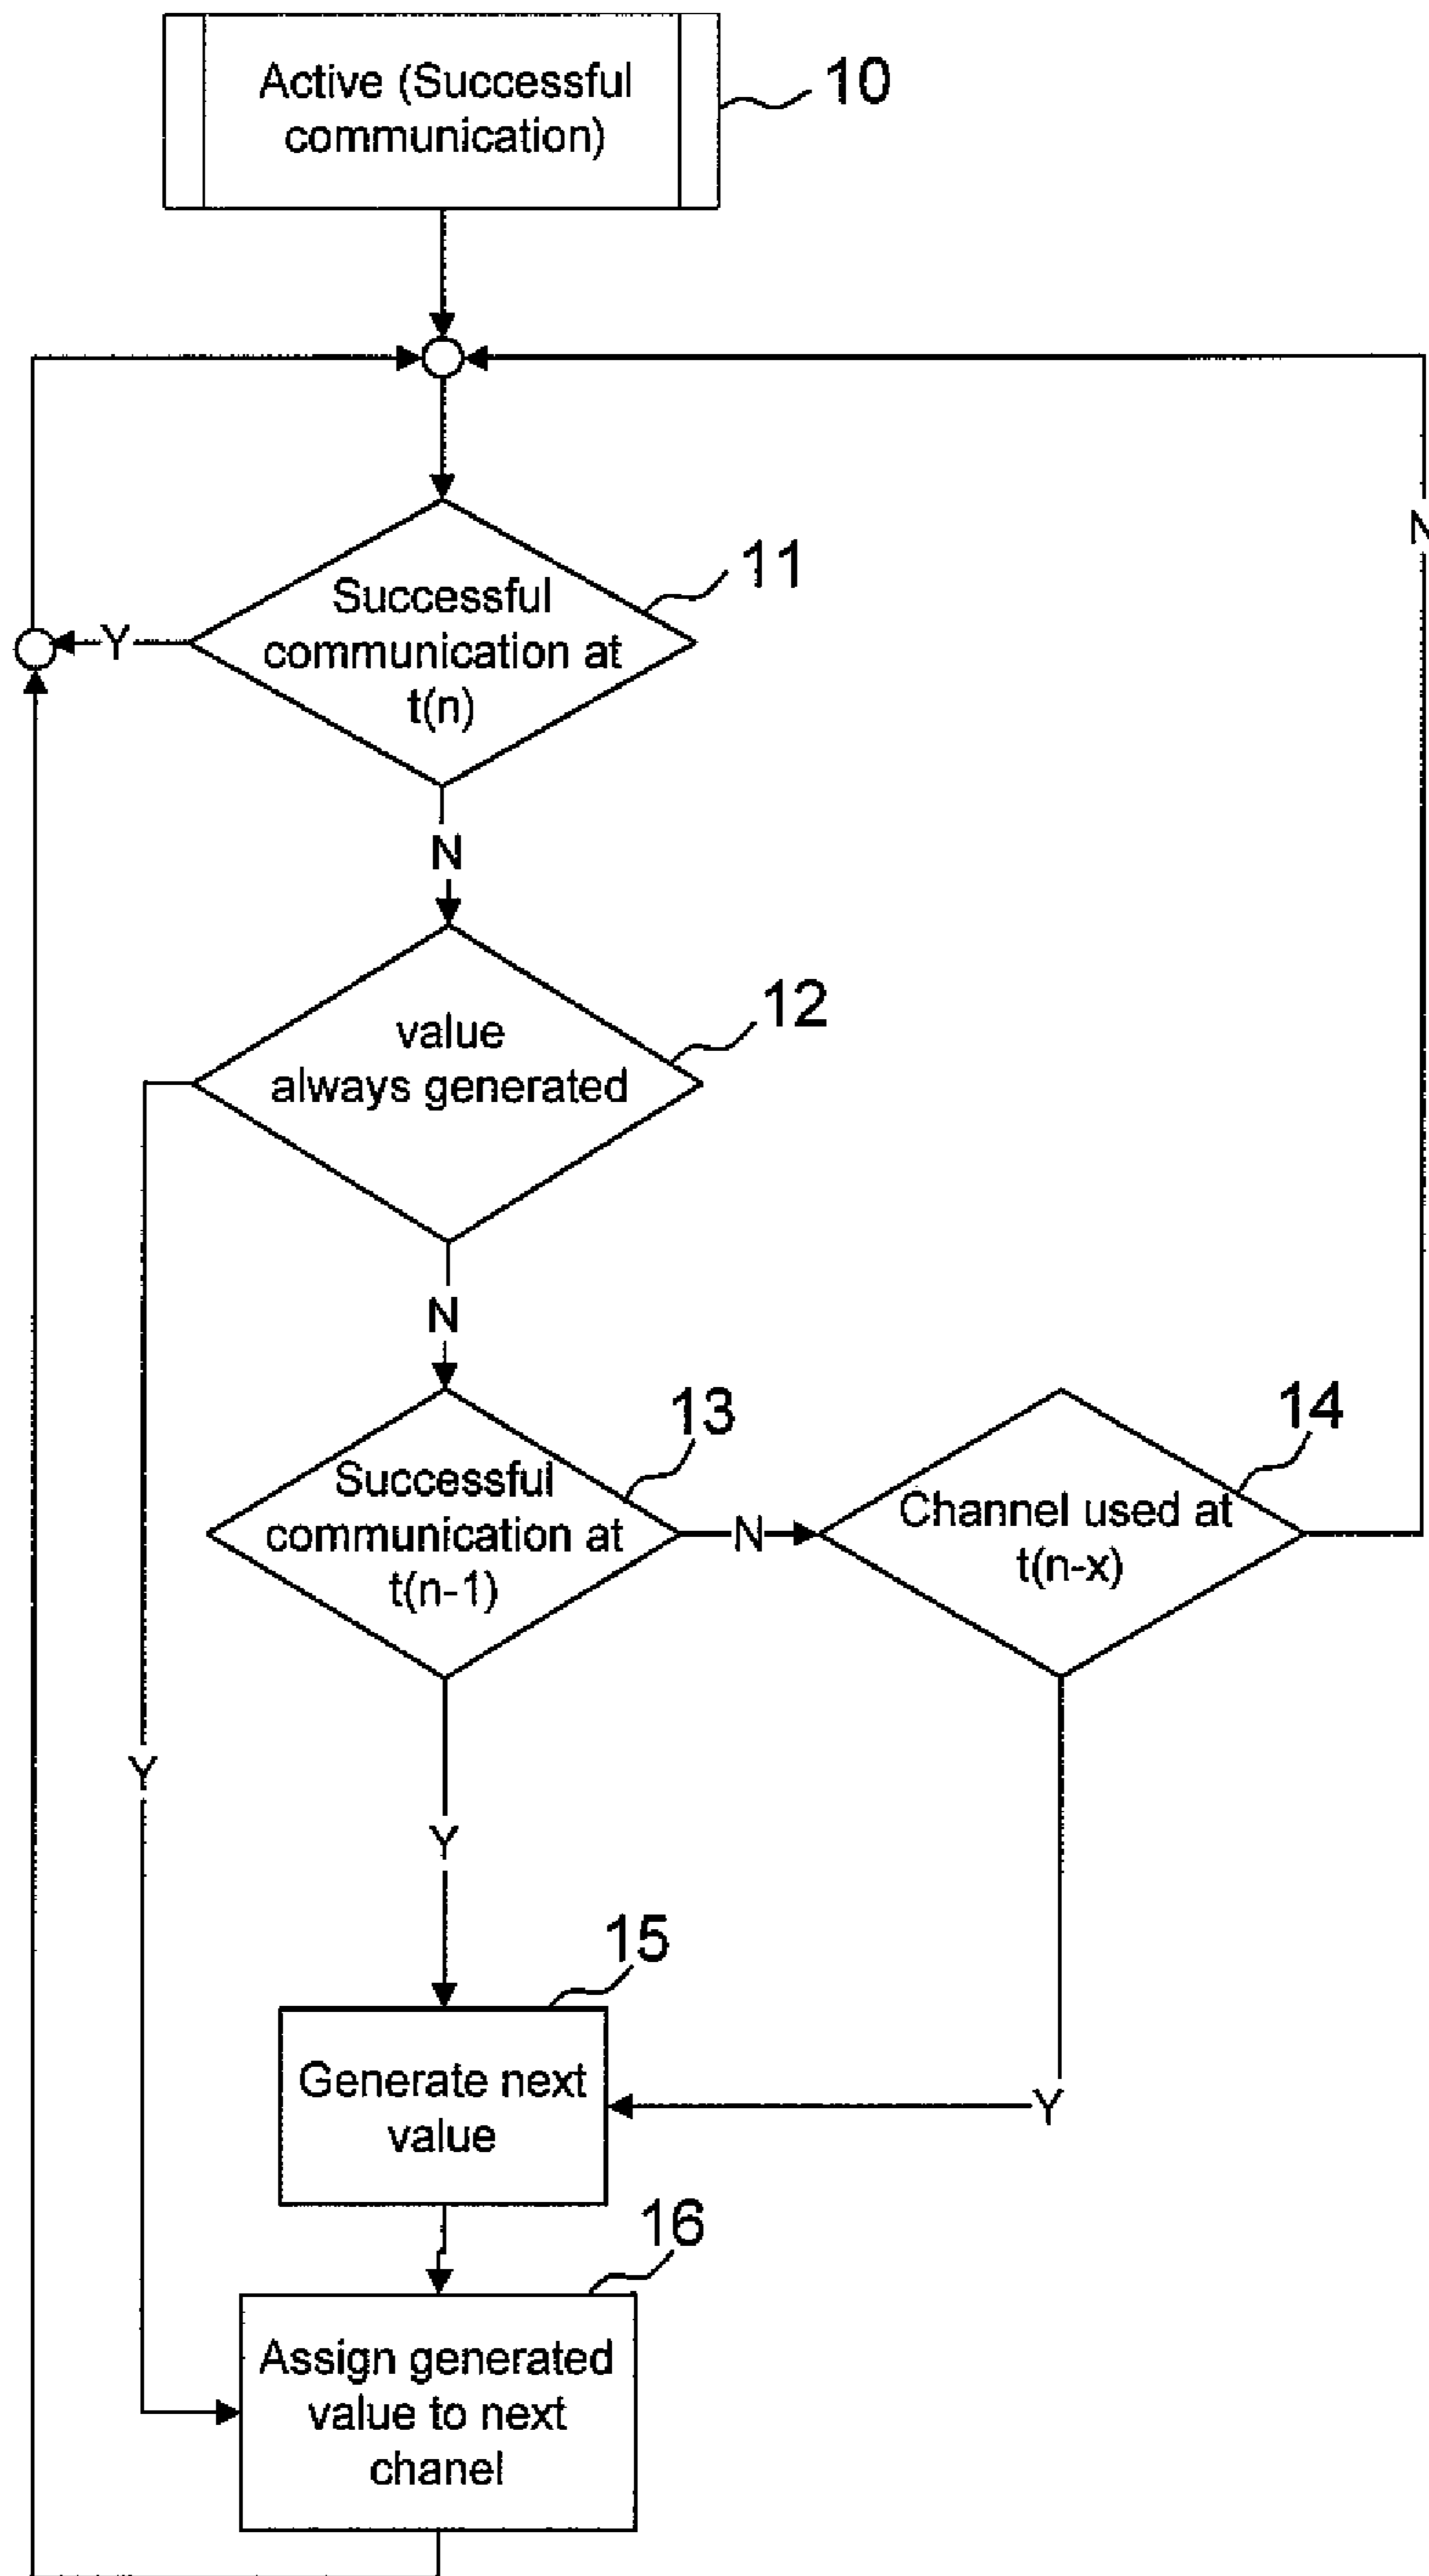 Active (Successful
communication)
10
N
11
Successful
communication at
t(n)
Y
N
12
value
always generated
N
13
14
Successful
communication at
t(n-1)
N
Channel used at
t(n-x)
Y
Y
15
Generate next
value
Y
16
Assign generated
value to next
chanel